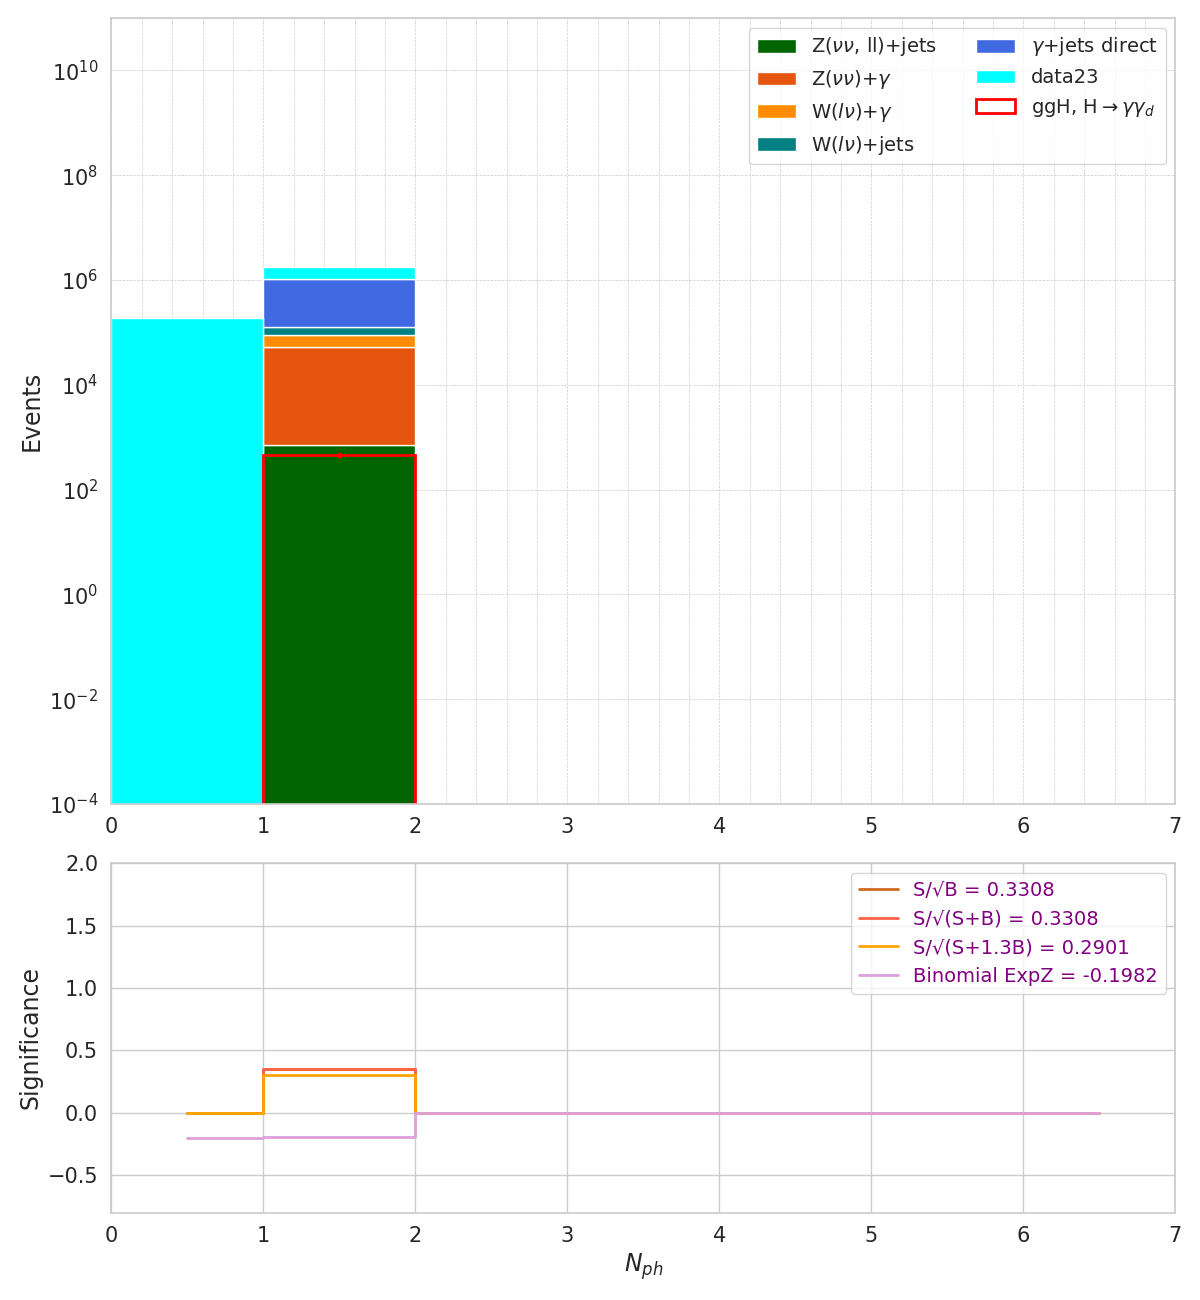 Z(νν, ll)+jets
Z(νν)+γ
W(lν)+γ
W(lν)+jets
γ+jets direct
data23
ggH, H→γγ_d
Events
10^10
10^8
10^6
10^4
10^2
10^0
10^−2
10^−4
0 1 2 3 4 5 6 7
S/√B = 0.3308
S/√(S+B) = 0.3308
S/√(S+1.3B) = 0.2901
Binomial ExpZ = -0.1982
Significance
2.0
1.5
1.0
0.5
0.0
−0.5
0 1 2 3 4 5 6 7
N_ph